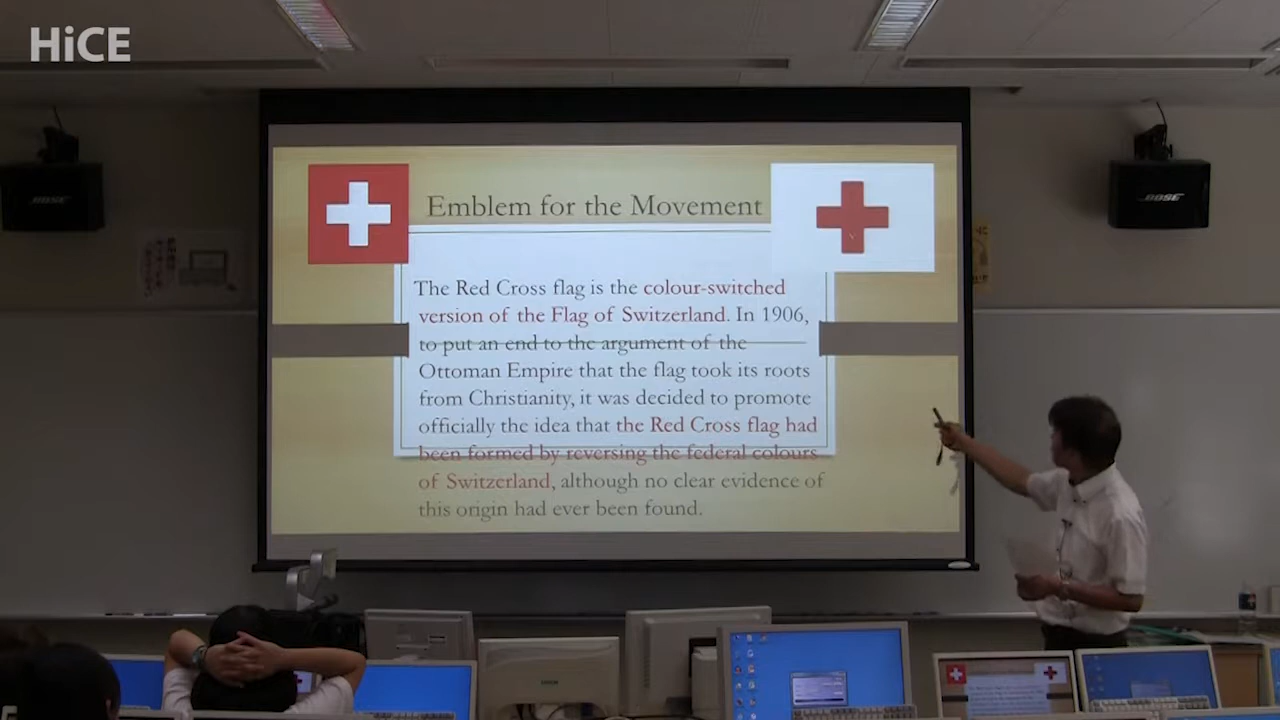 HiCE
Emblem for the Movement
The Red Cross flag is the colour-switched
version of the Flag of Switzerland. In 1906,
to put an end to the argument of the
Ottoman Empire that the flag took its roots
from Christianity, it was decided to promote
officially the idea that the Red Cross flag had
been formed by reversing the federal colours
of Switzerland, although no clear evidence of
this origin had ever been found.
BOSE
BOSE